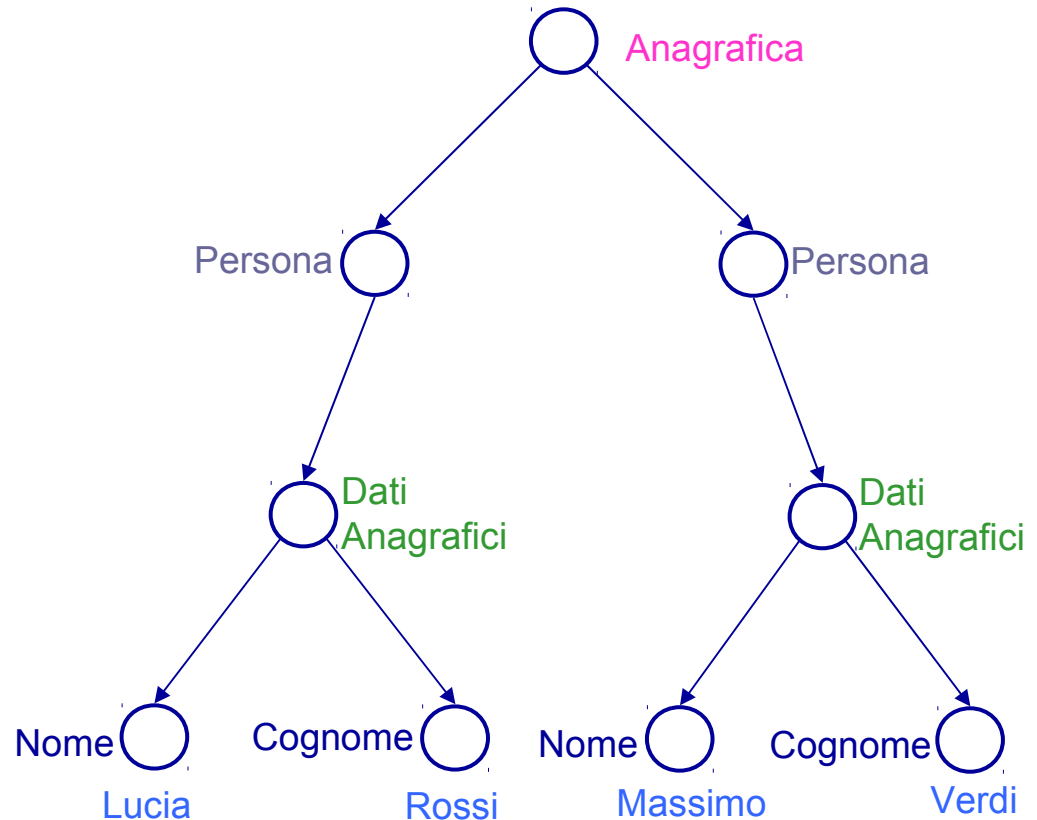 Anagrafica
Persona
Persona
Dati
Anagrafici
Dati
Anagrafici
Nome
Cognome
Nome
Cognome
Lucia
Rossi
Massimo
Verdi